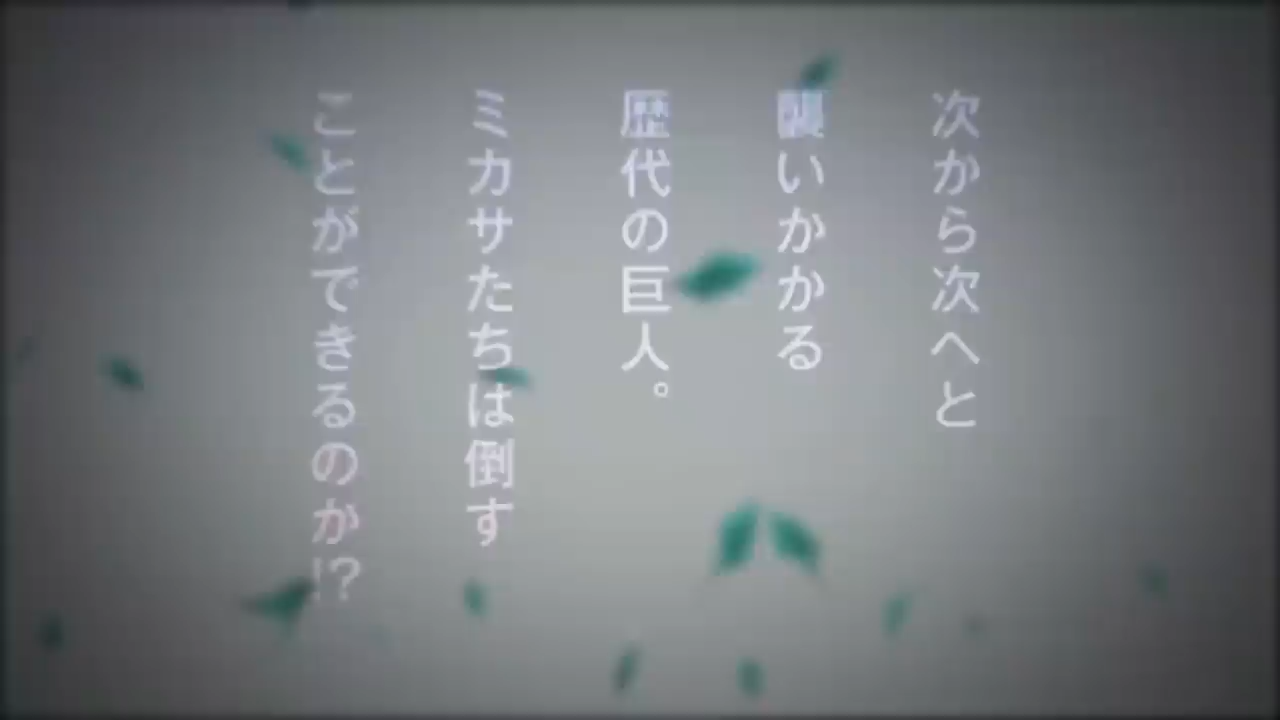 次から次へと
襲いかかる
歴代の巨人。
ミカサたちは倒す
ことができるのか!?